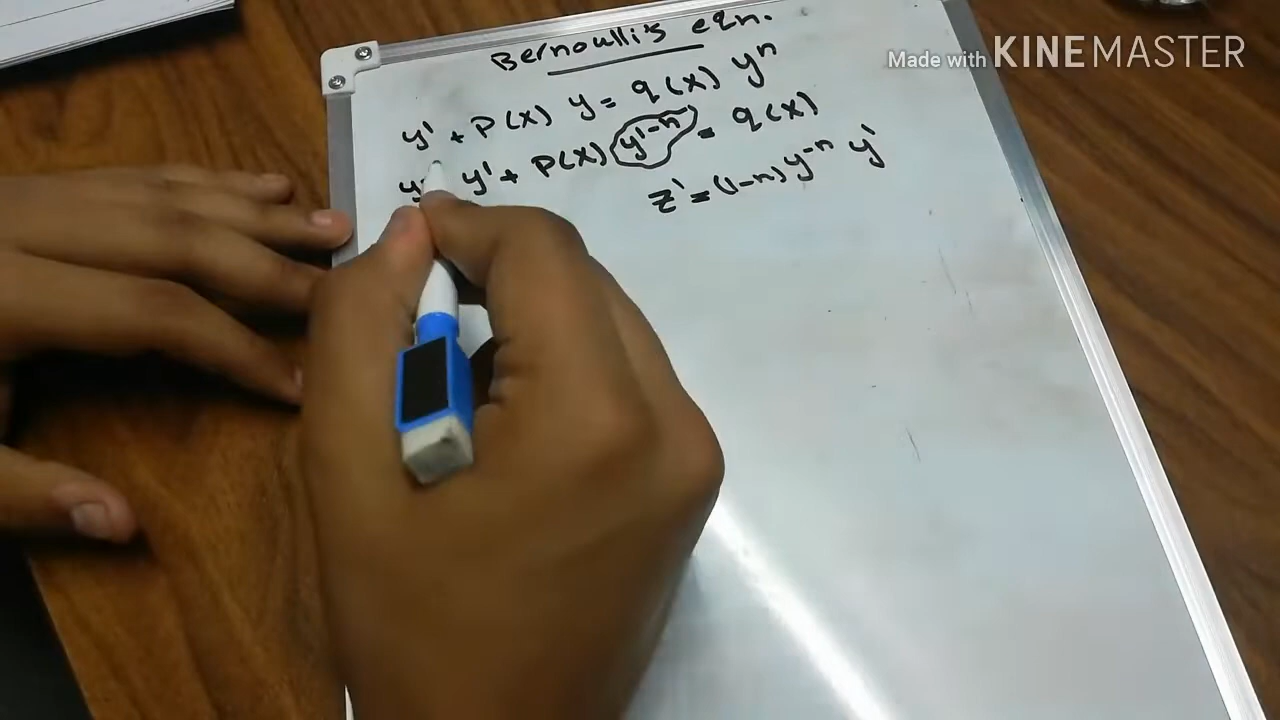 Bernoulli's eqn.
y' + P(x) y = q(x) yⁿ
y' + P(x) y¹⁻ⁿ = q(x)
z' = (1-n) y⁻ⁿ y'
Made with KINEMASTER